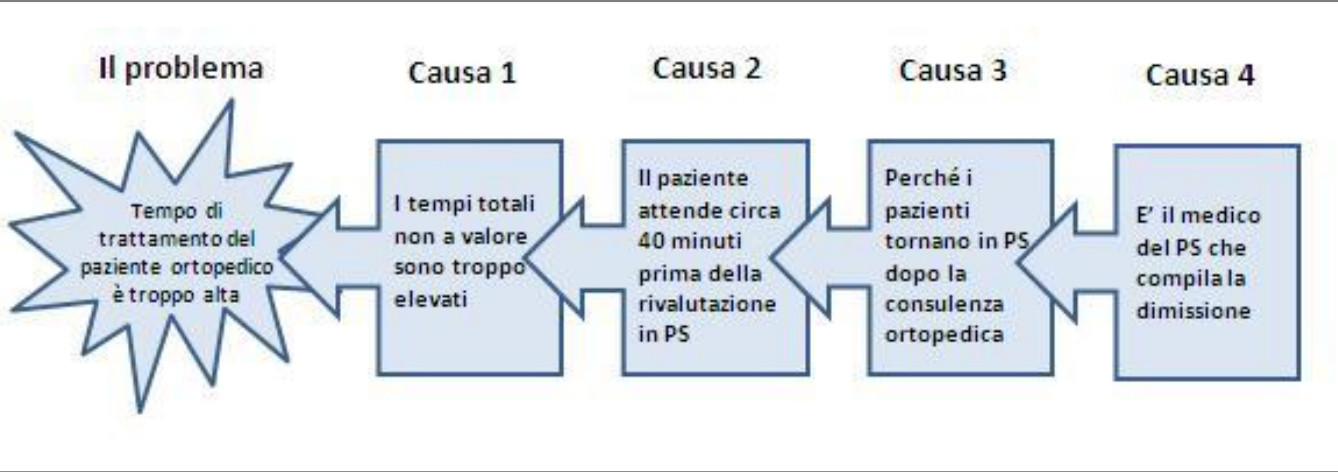 Il problema
Causa 1
Causa 2
Causa 3
Causa 4
Tempo di
trattamento del
paziente ortopedico
è troppo alta
I tempi totali
non a valore
sono troppo
elevati
Il paziente
attende circa
40 minuti
prima della
rivalutazione
in PS
Perché i
pazienti
tornano in PS
dopo la
consulenza
ortopedica
E' il medico
del PS che
compila la
dimissione